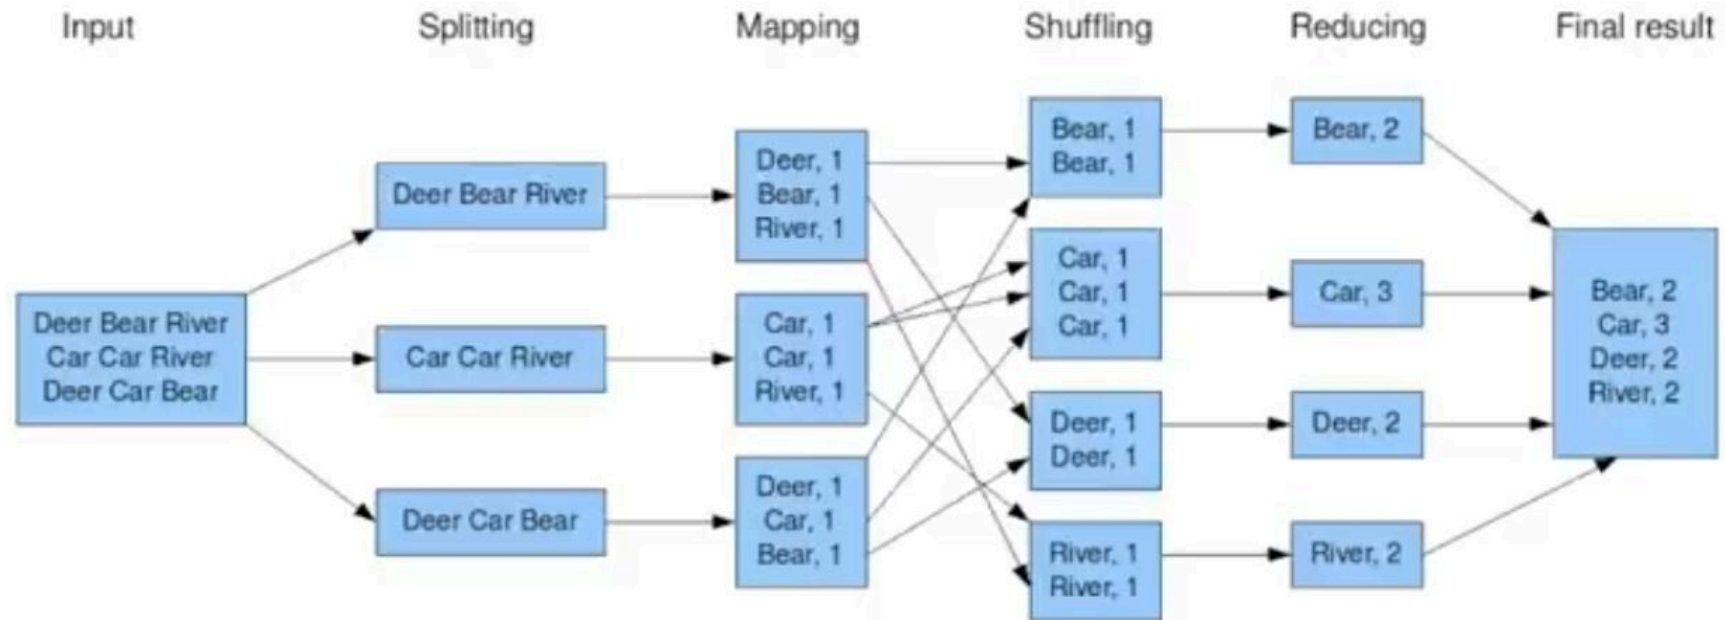 Input
Splitting
Mapping
Shuffling
Reducing
Final result
Deer Bear River
Car Car River
Deer Car Bear
Deer Bear River
Car Car River
Deer Car Bear
Deer, 1
Bear, 1
River, 1
Car, 1
Car, 1
River, 1
Deer, 1
Car, 1
Bear, 1
Bear, 1
Bear, 1
Car, 1
Car, 1
Car, 1
Deer, 1
Deer, 1
River, 1
River, 1
Bear, 2
Car, 3
Deer, 2
River, 2
Bear, 2
Car, 3
Deer, 2
River, 2